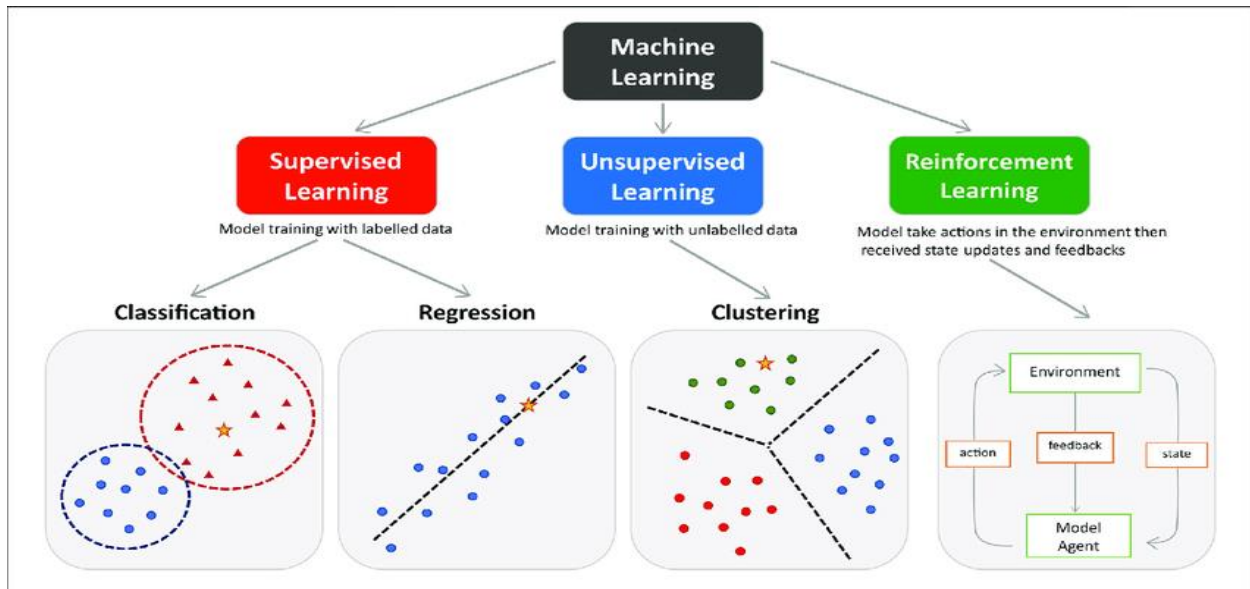 Machine
Learning
Supervised
Learning
Unsupervised
Learning
Reinforcement
Learning
Model training with labelled data
Model training with unlabelled data
Model take actions in the environment then
received state updates and feedbacks
Classification
Regression
Clustering
Environment
action
feedback
state
Model
Agent